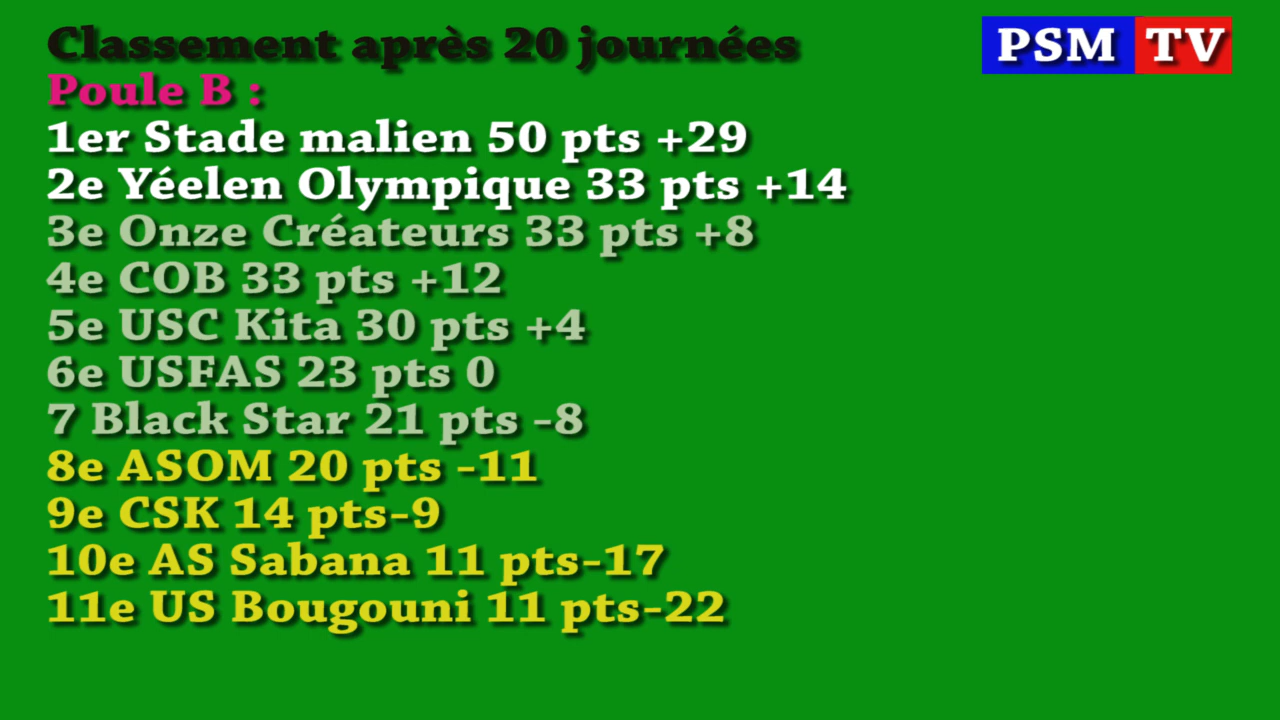 Classement après 20 journées
PSM TV
Poule B :
1er Stade malien 50 pts +29
2e Yéelen Olympique 33 pts +14
3e Onze Créateurs 33 pts +8
4e COB 33 pts +12
5e USC Kita 30 pts +4
6e USFAS 23 pts 0
7 Black Star 21 pts -8
8e ASOM 20 pts -11
9e CSK 14 pts-9
10e AS Sabana 11 pts-17
11e US Bougouni 11 pts-22